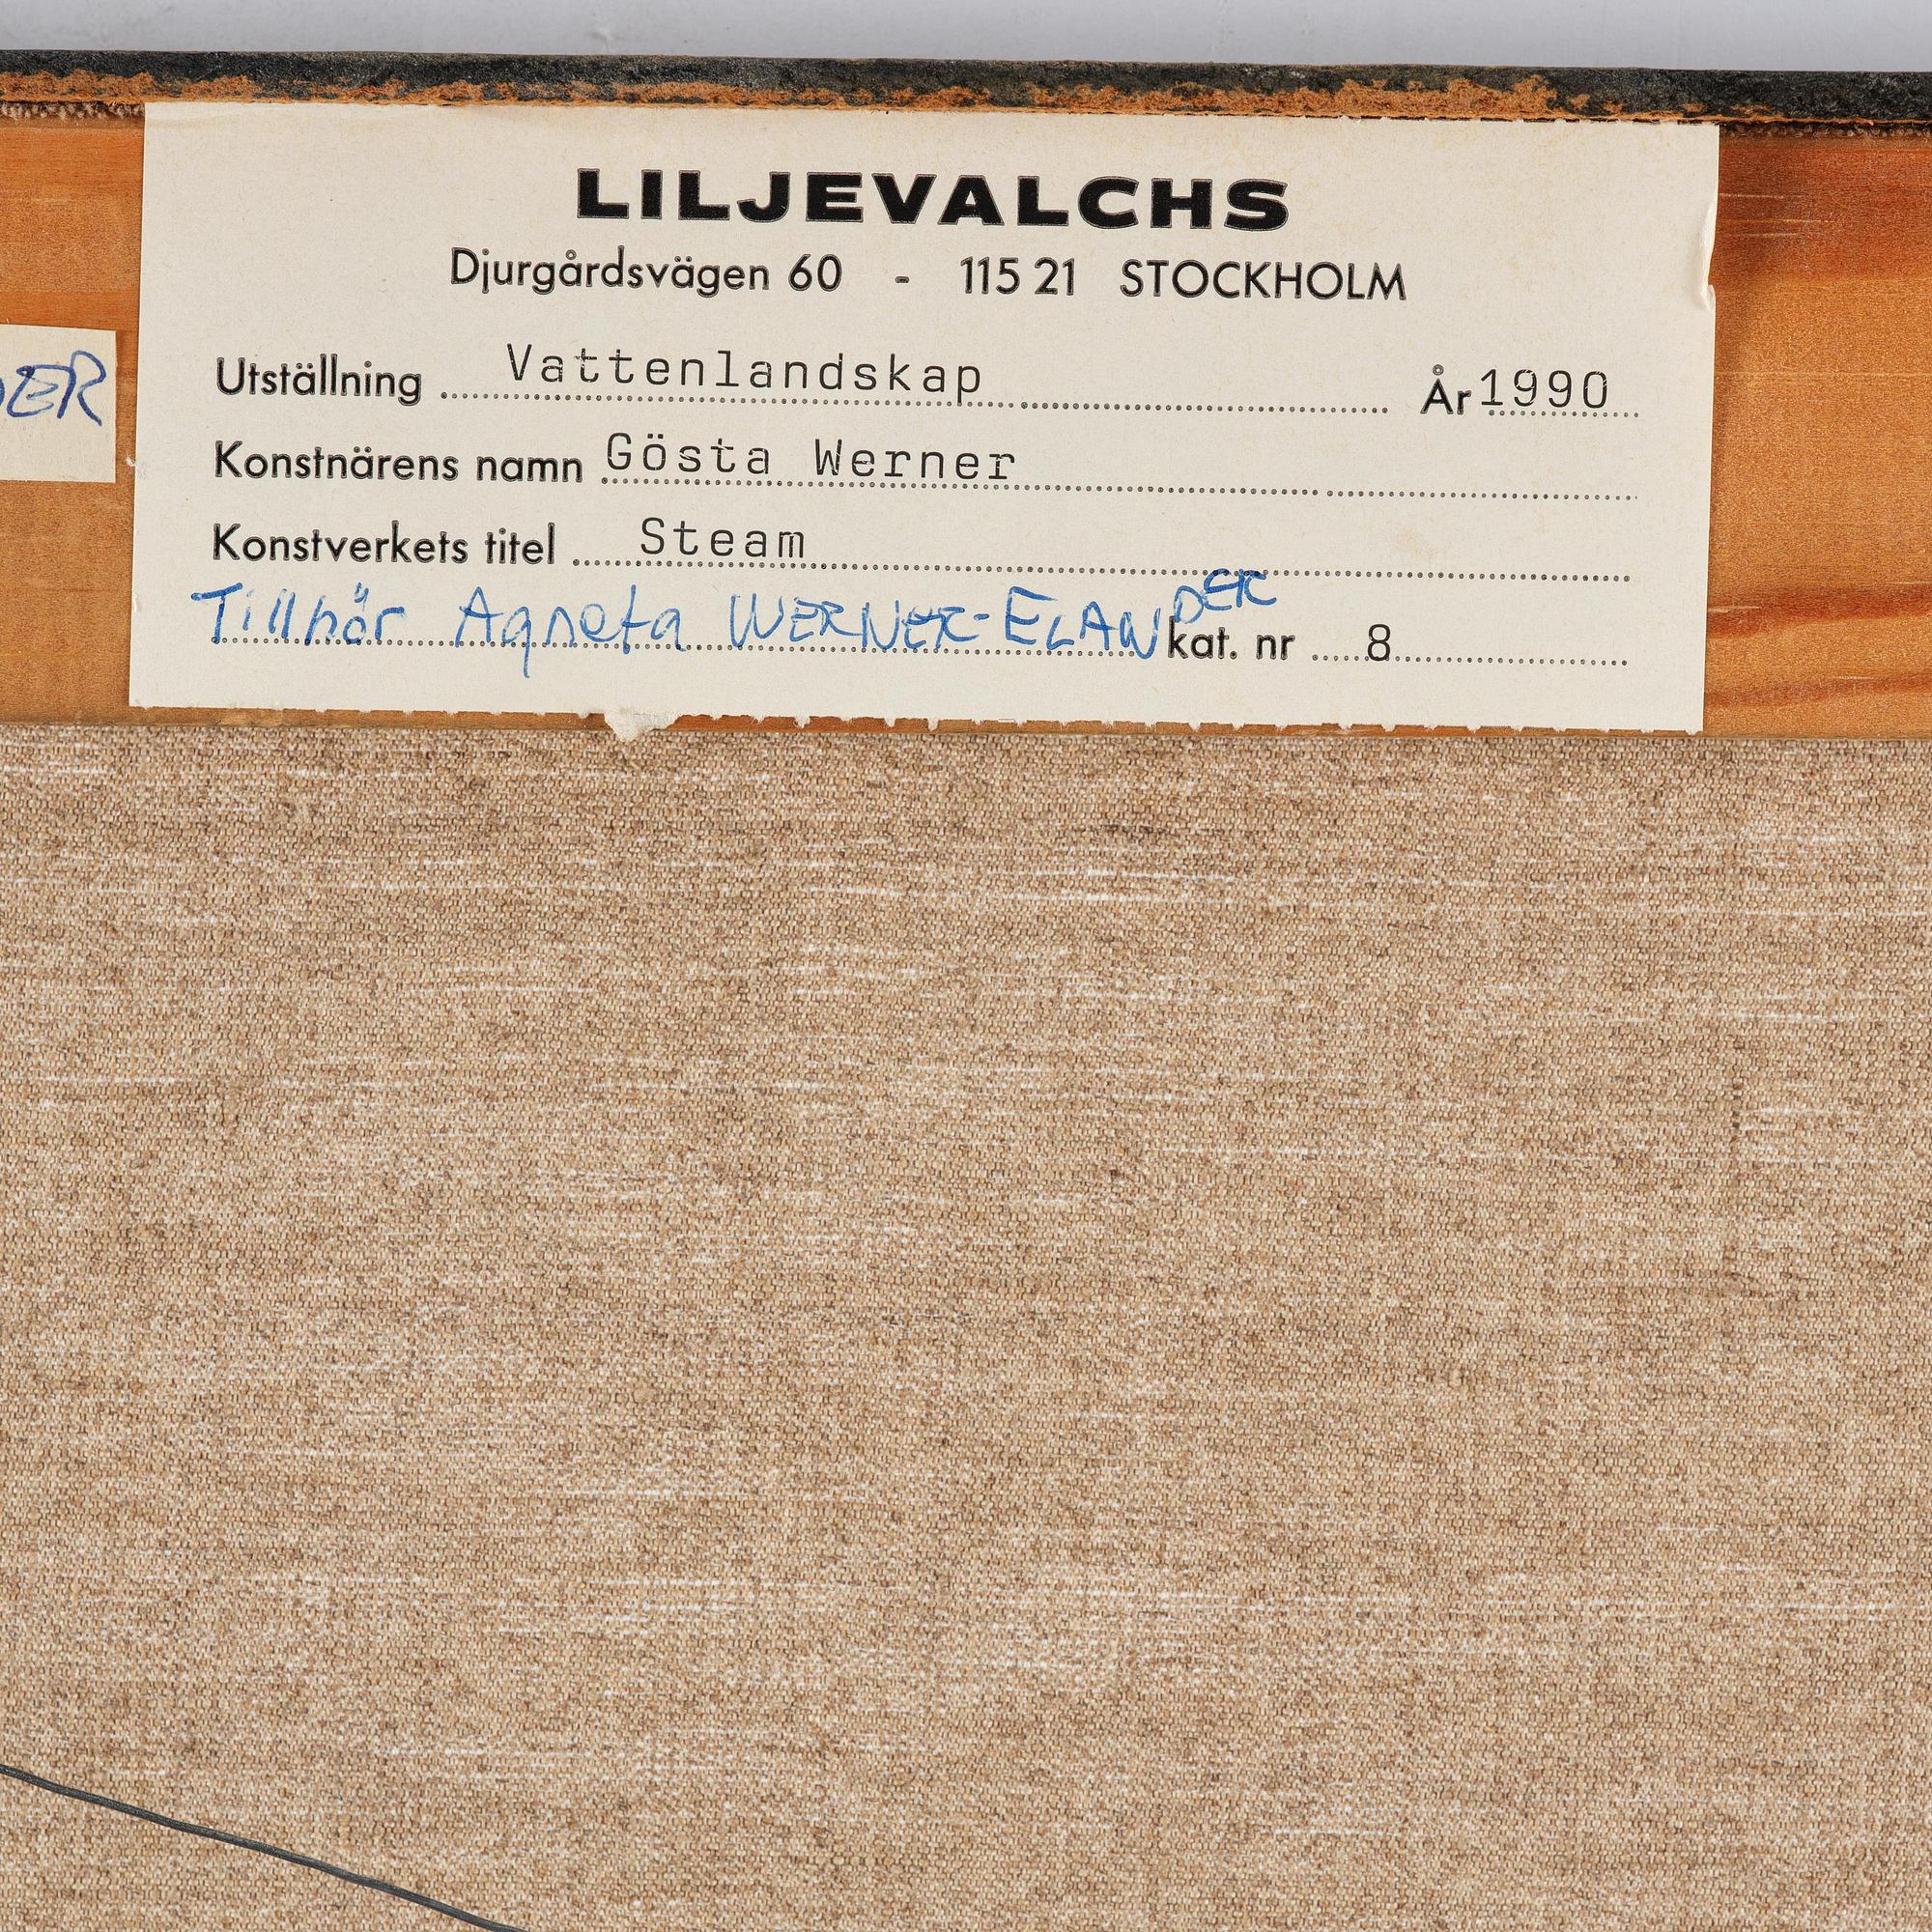 LILJEVALCHS
Djurgårdsvägen 60 - 115 21 STOCKHOLM
Utställning Vattenlandskap År 1990
Konstnärens namn Gösta Werner
Konstverkets titel Steam
Tillhör Agneta WERNER-ELANDER kat. nr 8